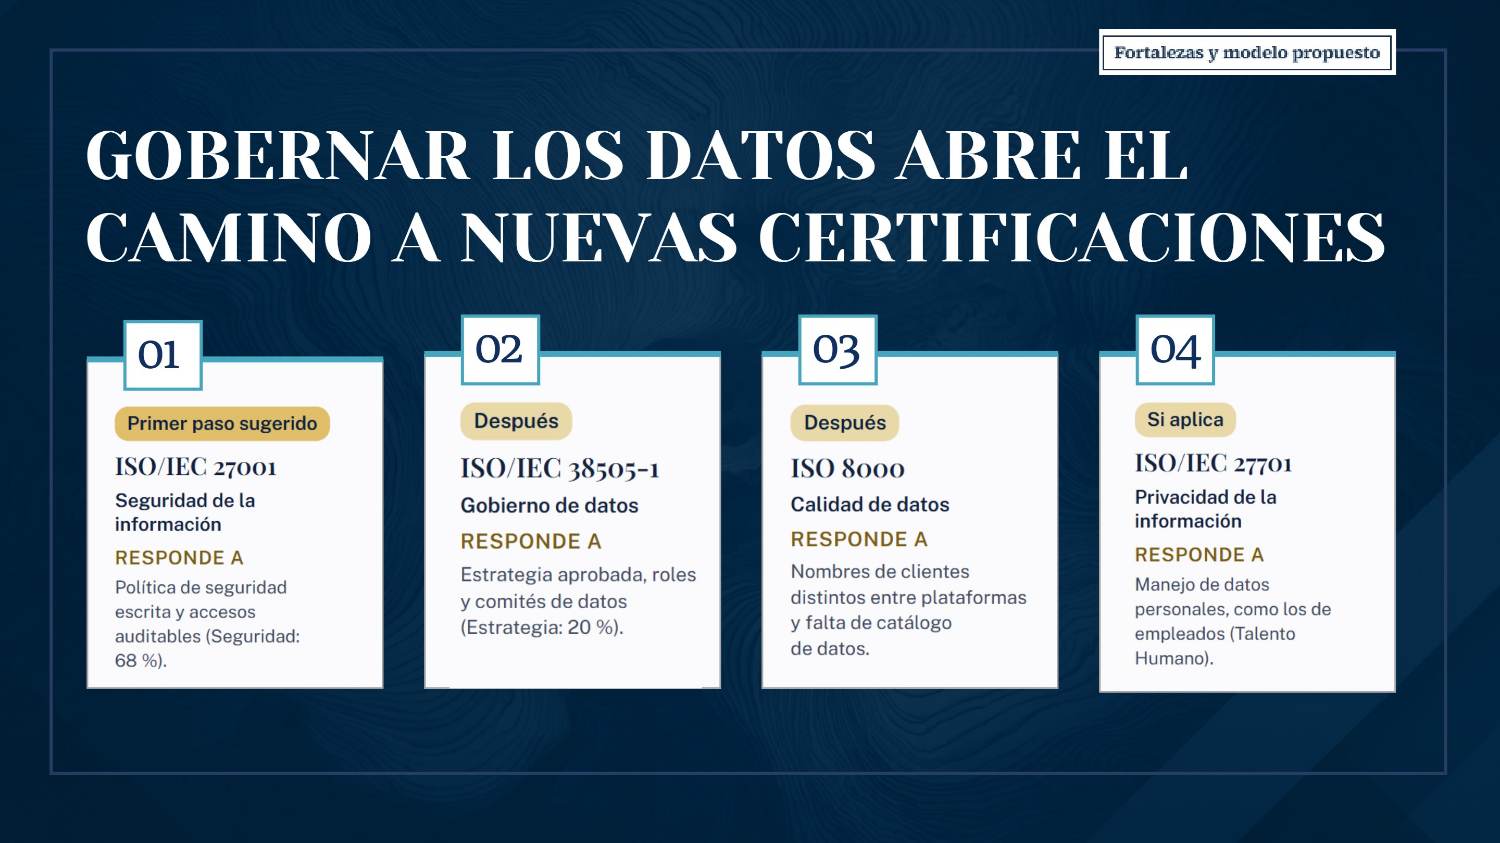 Fortalezas y modelo propuesto
GOBERNAR LOS DATOS ABRE EL
CAMINO A NUEVAS CERTIFICACIONES
01
Primer paso sugerido
ISO/IEC 27001
Seguridad de la
información
RESPONDE A
Política de seguridad
escrita y accesos
auditables (Seguridad:
68 %).
02
Después
ISO/IEC 38505-1
Gobierno de datos
RESPONDE A
Estrategia aprobada, roles
y comités de datos
(Estrategia: 20 %).
03
Después
ISO 8000
Calidad de datos
RESPONDE A
Nombres de clientes
distintos entre plataformas
y falta de catálogo
de datos.
04
Si aplica
ISO/IEC 27701
Privacidad de la
información
RESPONDE A
Manejo de datos
personales, como los de
empleados (Talento
Humano).